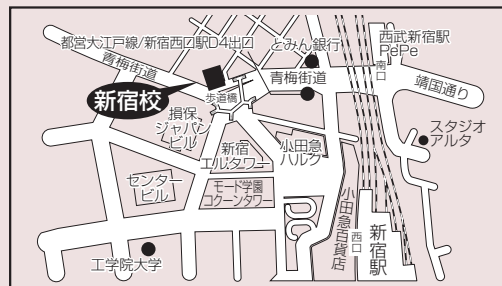 都営大江戸線/新宿西口駅D4出口
とみん銀行
西武新宿駅
PePe
青梅街道
青梅街道
南口
靖国通り
新宿校
歩道橋
損保
ジャパン
ビル
新宿
エルタワー
小田急
ハルク
スタジオ
アルタ
センター
ビル
モード学園
コクーンタワー
小田急百貨店
西口
新宿駅
工学院大学